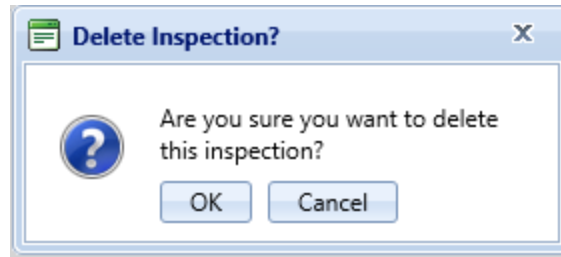 Delete Inspection?
Are you sure you want to delete
this inspection?
OK Cancel